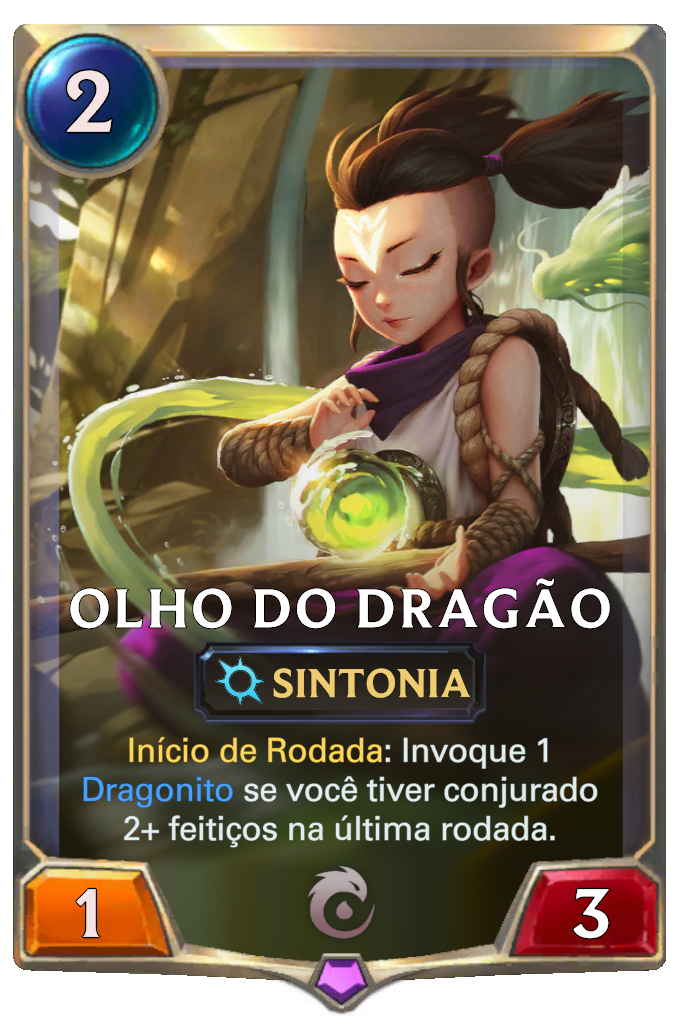 2
OLHO DO DRAGÃO
SINTONIA
Início de Rodada: Invoque 1
Dragonito se você tiver conjurado
2+ feitiços na última rodada.
1
3